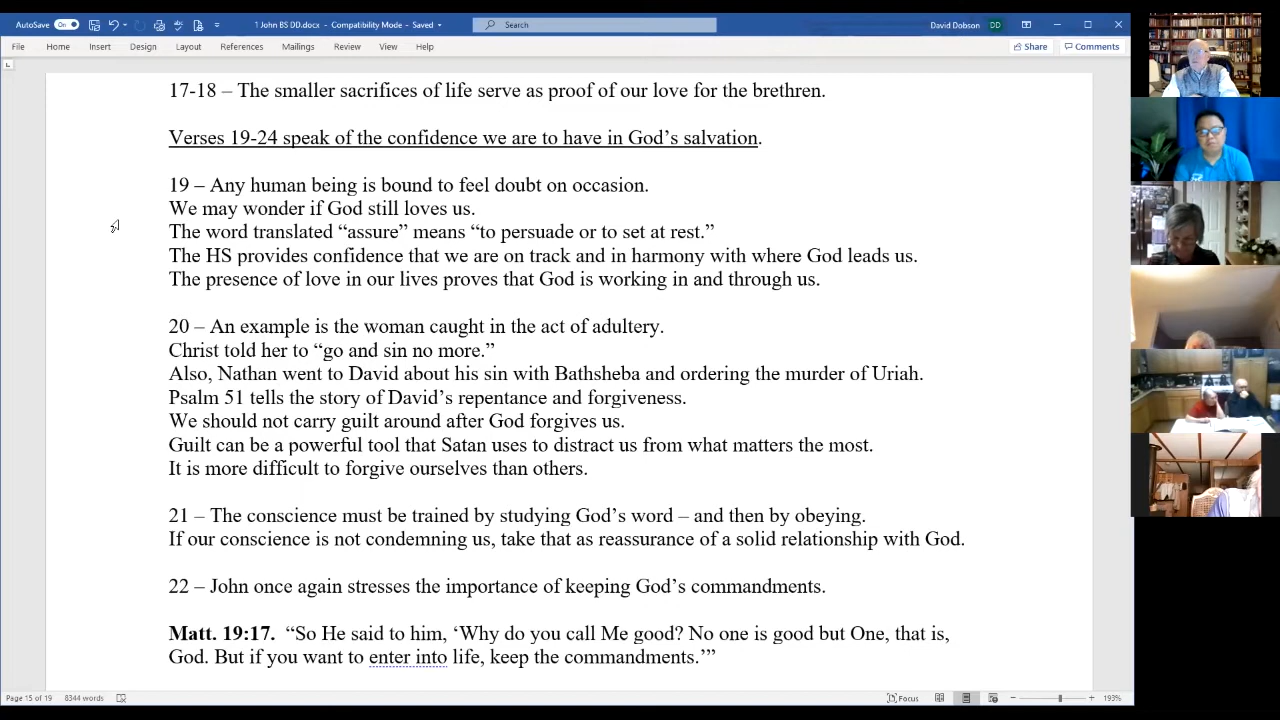 AutoSave On 1 John BS DD.docx - Compatibility Mode - Saved Search David Dobson DD
File Home Insert Design Layout References Mailings Review View Help Share Comments
17-18 – The smaller sacrifices of life serve as proof of our love for the brethren.
Verses 19-24 speak of the confidence we are to have in God’s salvation.
19 – Any human being is bound to feel doubt on occasion.
We may wonder if God still loves us.
The word translated “assure” means “to persuade or to set at rest.”
The HS provides confidence that we are on track and in harmony with where God leads us.
The presence of love in our lives proves that God is working in and through us.
20 – An example is the woman caught in the act of adultery.
Christ told her to “go and sin no more.”
Also, Nathan went to David about his sin with Bathsheba and ordering the murder of Uriah.
Psalm 51 tells the story of David’s repentance and forgiveness.
We should not carry guilt around after God forgives us.
Guilt can be a powerful tool that Satan uses to distract us from what matters the most.
It is more difficult to forgive ourselves than others.
21 – The conscience must be trained by studying God’s word – and then by obeying.
If our conscience is not condemning us, take that as reassurance of a solid relationship with God.
22 – John once again stresses the importance of keeping God’s commandments.
Matt. 19:17. “So He said to him, ‘Why do you call Me good? No one is good but One, that is,
God. But if you want to enter into life, keep the commandments.’”
Page 15 of 19 8344 words Focus 193%